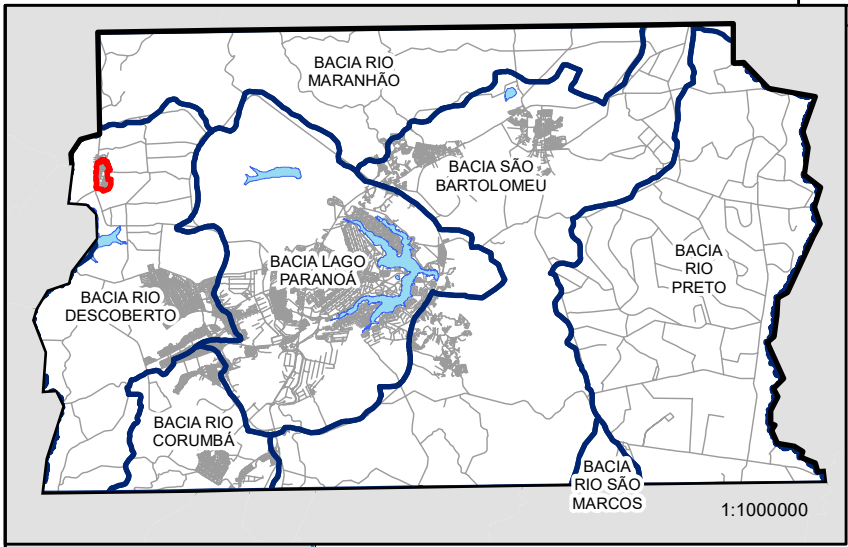 BACIA RIO
MARANHÃO
BACIA SÃO
BARTOLOMEU
BACIA LAGO
PARANOÁ
BACIA
RIO
PRETO
BACIA RIO
DESCOBERTO
BACIA RIO
CORUMBÁ
BACIA
RIO SÃO
MARCOS
1:1000000